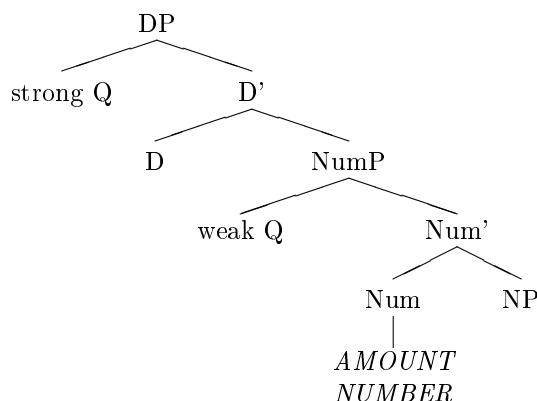 DP
strong Q D'
D NumP
weak Q Num'
Num NP
AMOUNT
NUMBER